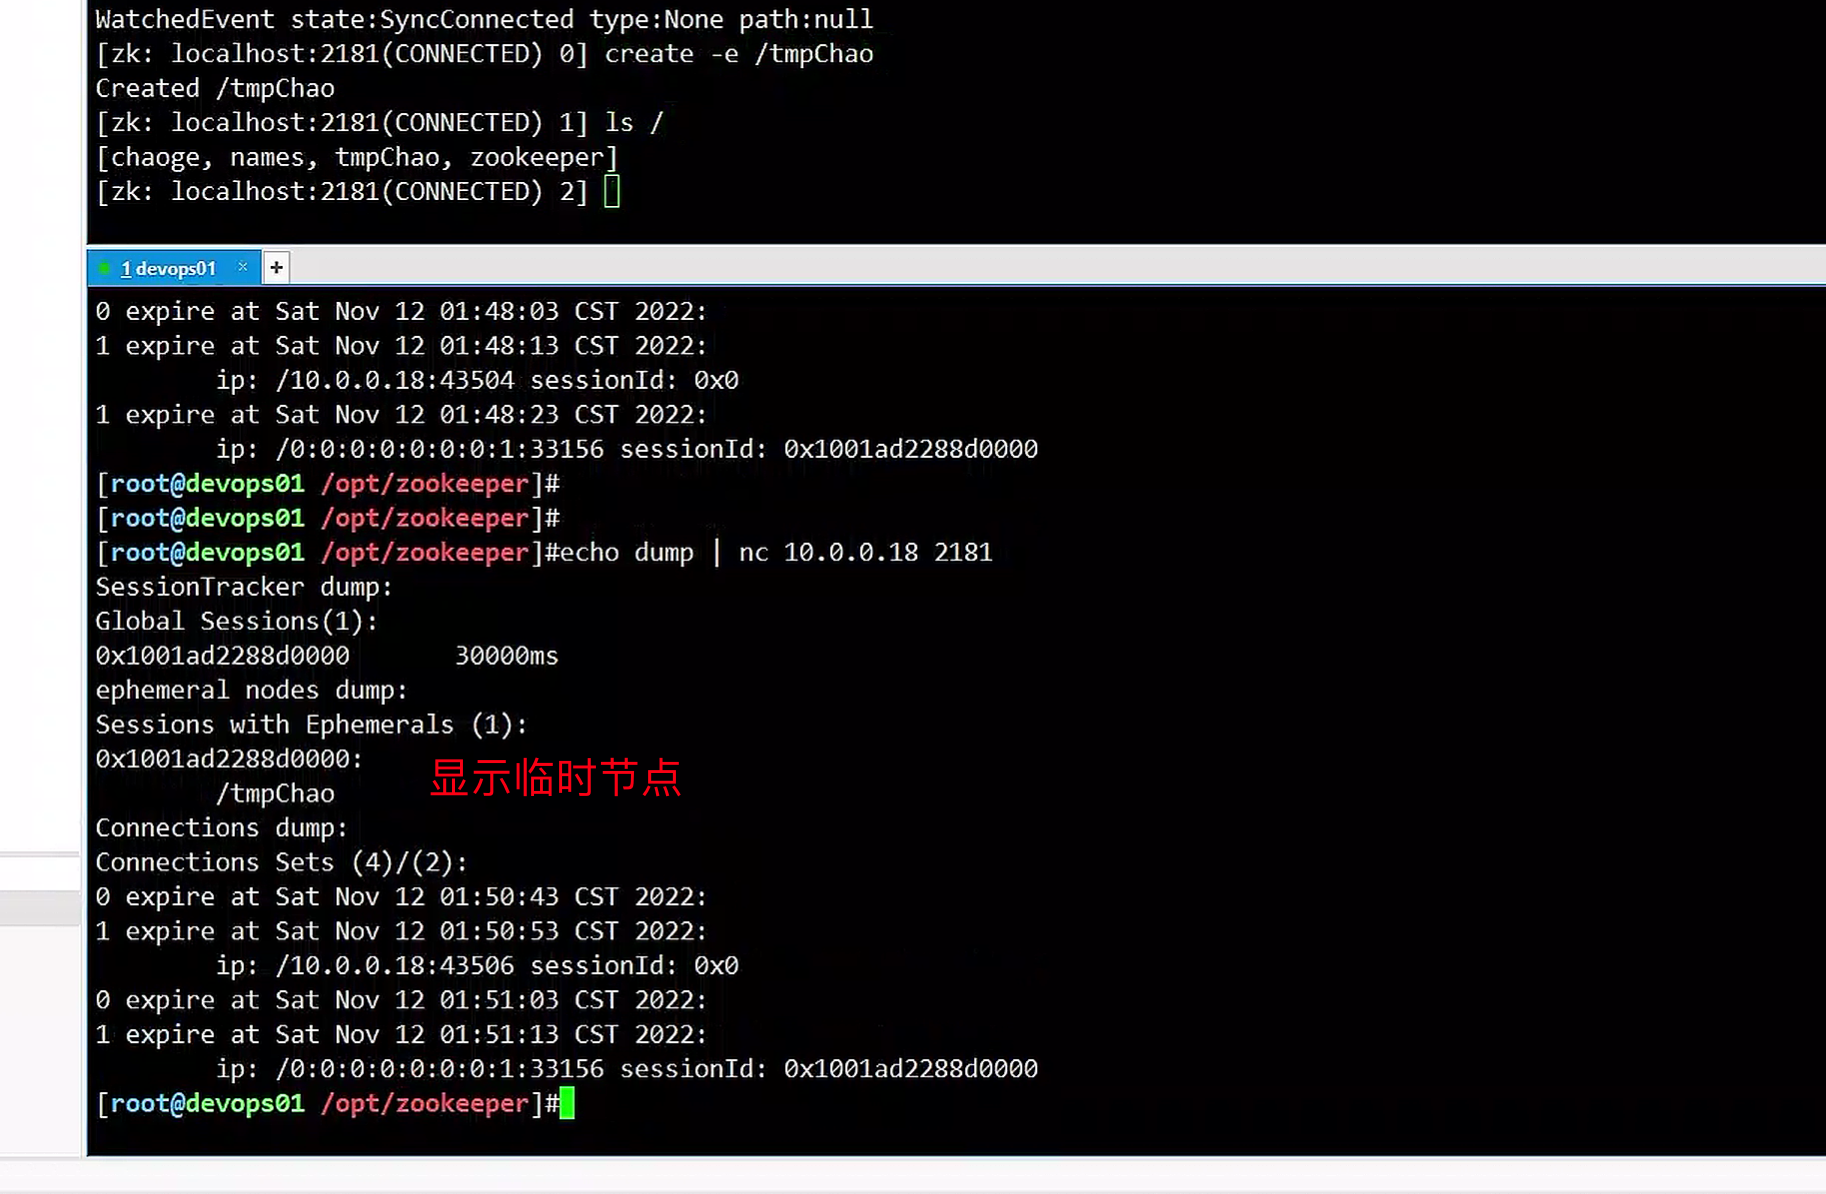 WatchedEvent state:SyncConnected type:None path:null
[zk: localhost:2181(CONNECTED) 0] create -e /tmpChao
Created /tmpChao
[zk: localhost:2181(CONNECTED) 1] ls /
[chaoge, names, tmpChao, zookeeper]
[zk: localhost:2181(CONNECTED) 2]
1 devops01 × +
0 expire at Sat Nov 12 01:48:03 CST 2022:
1 expire at Sat Nov 12 01:48:13 CST 2022:
ip: /10.0.0.18:43504 sessionId: 0x0
1 expire at Sat Nov 12 01:48:23 CST 2022:
ip: /0:0:0:0:0:0:0:1:33156 sessionId: 0x1001ad2288d0000
[root@devops01 /opt/zookeeper]#
[root@devops01 /opt/zookeeper]#
[root@devops01 /opt/zookeeper]#echo dump | nc 10.0.0.18 2181
SessionTracker dump:
Global Sessions(1):
0x1001ad2288d0000 30000ms
ephemeral nodes dump:
Sessions with Ephemerals (1):
0x1001ad2288d0000:
显示临时节点
/tmpChao
Connections dump:
Connections Sets (4)/(2):
0 expire at Sat Nov 12 01:50:43 CST 2022:
1 expire at Sat Nov 12 01:50:53 CST 2022:
ip: /10.0.0.18:43506 sessionId: 0x0
0 expire at Sat Nov 12 01:51:03 CST 2022:
1 expire at Sat Nov 12 01:51:13 CST 2022:
ip: /0:0:0:0:0:0:0:1:33156 sessionId: 0x1001ad2288d0000
[root@devops01 /opt/zookeeper]#